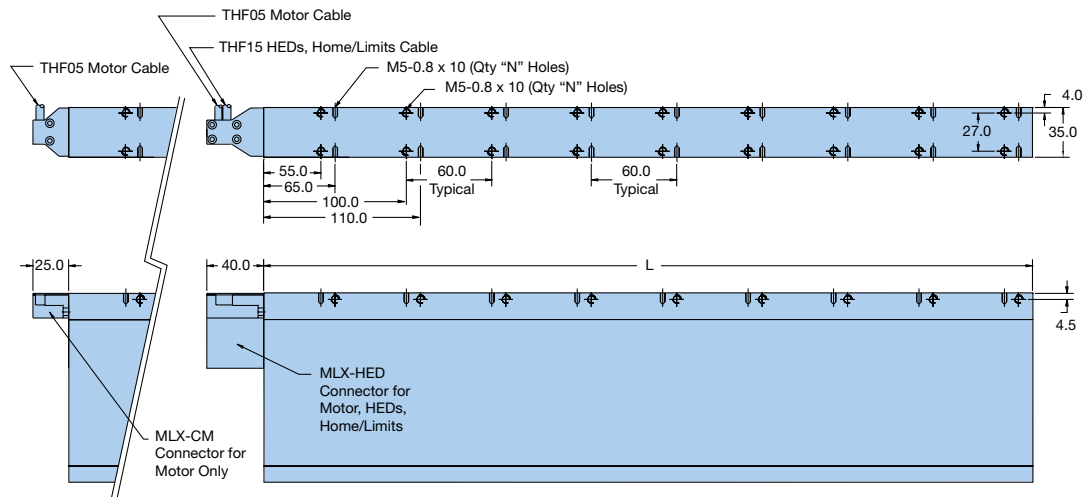 THF05 Motor Cable
THF15 HEDs, Home/Limits Cable
THF05 Motor Cable
M5-0.8 x 10 (Qty “N” Holes)
M5-0.8 x 10 (Qty “N” Holes)
4.0
27.0
35.0
55.0
65.0
100.0
110.0
60.0
Typical
60.0
Typical
25.0
40.0
L
4.5
MLX-HED
Connector for
Motor, HEDs,
Home/Limits
MLX-CM
Connector for
Motor Only